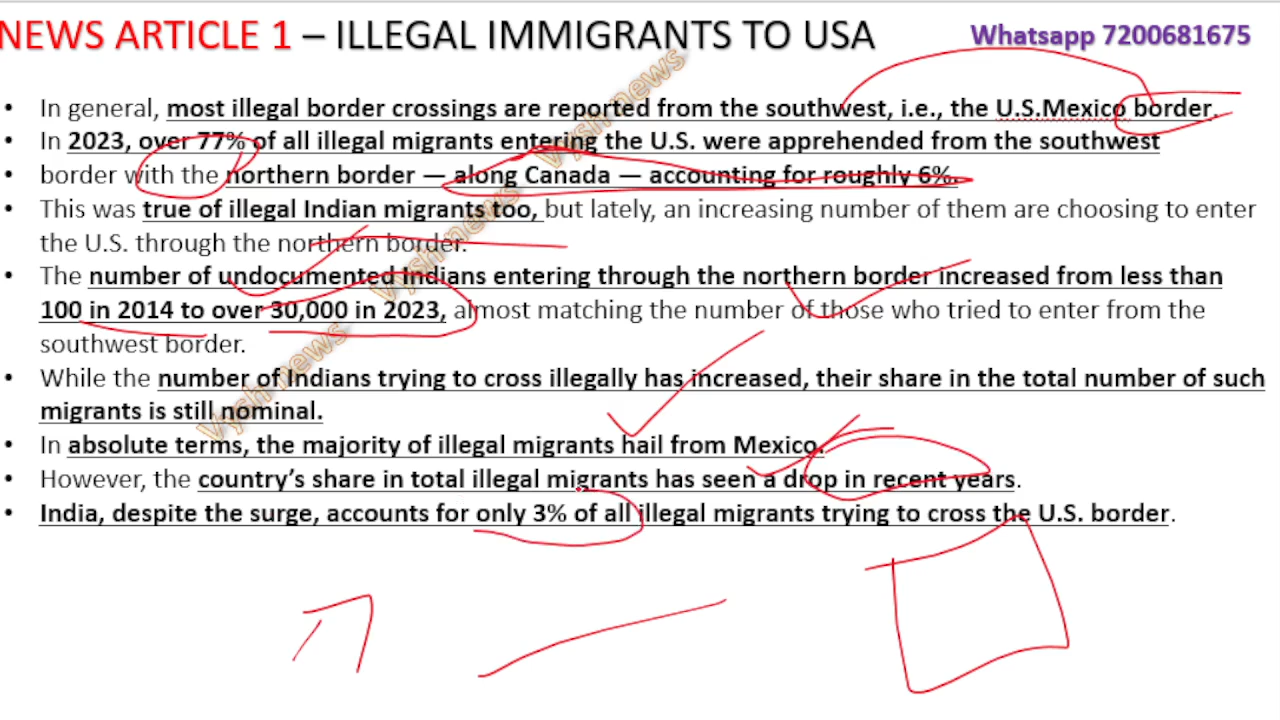 NEWS ARTICLE 1 – ILLEGAL IMMIGRANTS TO USA
Whatsapp 7200681675
• In general, most illegal border crossings are reported from the southwest, i.e., the U.S.Mexico border.
• In 2023, over 77% of all illegal migrants entering the U.S. were apprehended from the southwest
• border with the northern border — along Canada — accounting for roughly 6%.
• This was true of illegal Indian migrants too, but lately, an increasing number of them are choosing to enter
the U.S. through the northern border.
• The number of undocumented Indians entering through the northern border increased from less than
100 in 2014 to over 30,000 in 2023, almost matching the number of those who tried to enter from the
southwest border.
• While the number of Indians trying to cross illegally has increased, their share in the total number of such
migrants is still nominal.
• In absolute terms, the majority of illegal migrants hail from Mexico.
• However, the country's share in total illegal migrants has seen a drop in recent years.
• India, despite the surge, accounts for only 3% of all illegal migrants trying to cross the U.S. border.
Vysh news
Vysh news
Vysh news